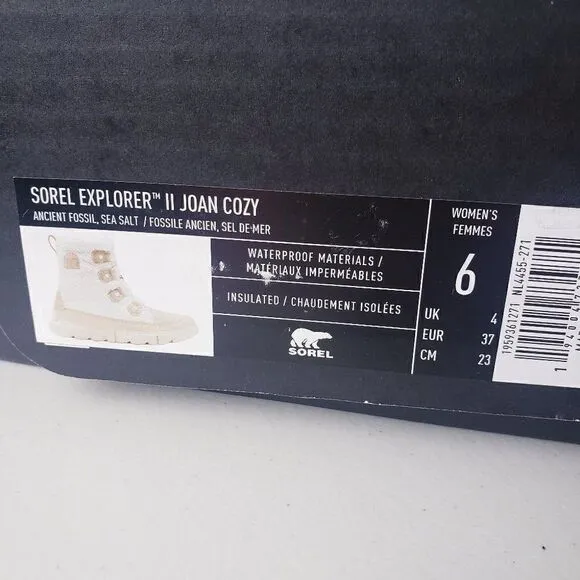 SOREL EXPLORER™ II JOAN COZY
ANCIENT FOSSIL, SEA SALT / FOSSILE ANCIEN, SEL DE MER
WATERPROOF MATERIALS /
MATÉRIAUX IMPERMÉABLES
INSULATED / CHAUDEMENT ISOLÉES
SOREL
WOMEN'S
FEMMES
6
UK 4
EUR 37
CM 23
1959361271 NL4455-271